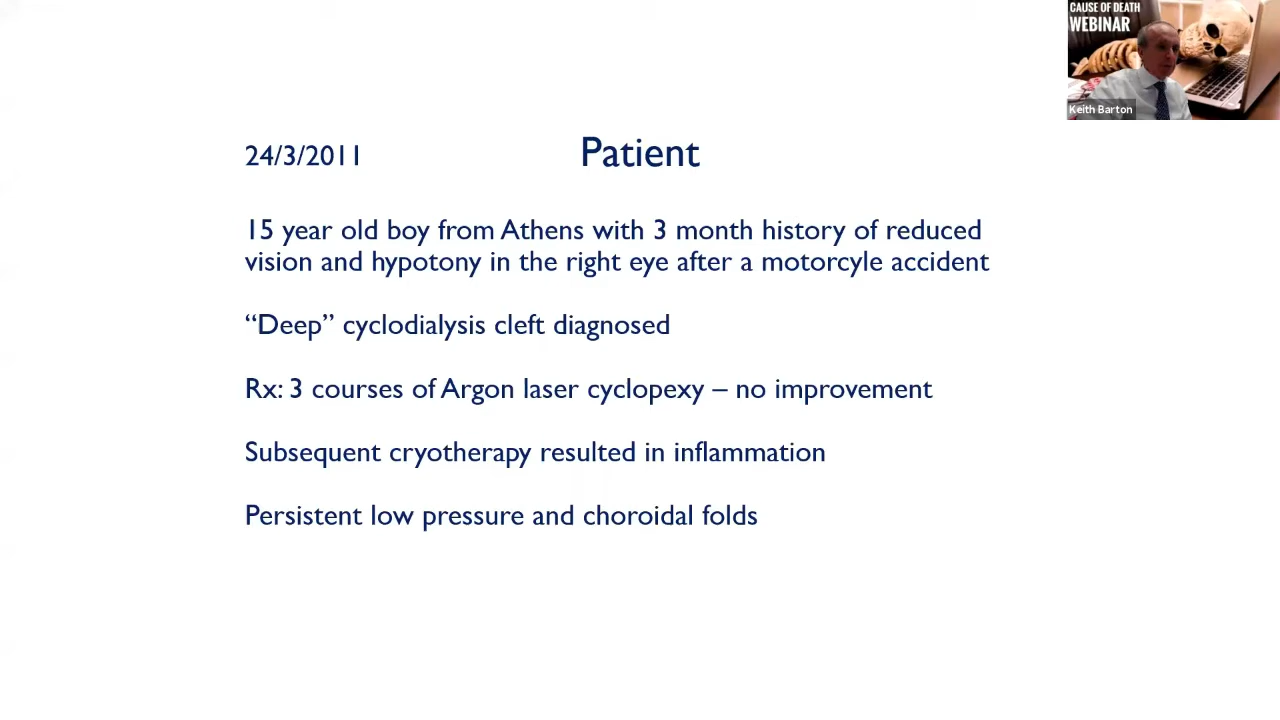 CAUSE OF DEATH
WEBINAR
Keith Barton
24/3/2011
Patient
15 year old boy from Athens with 3 month history of reduced
vision and hypotony in the right eye after a motorcyle accident
“Deep” cyclodialysis cleft diagnosed
Rx: 3 courses of Argon laser cyclopexy – no improvement
Subsequent cryotherapy resulted in inflammation
Persistent low pressure and choroidal folds